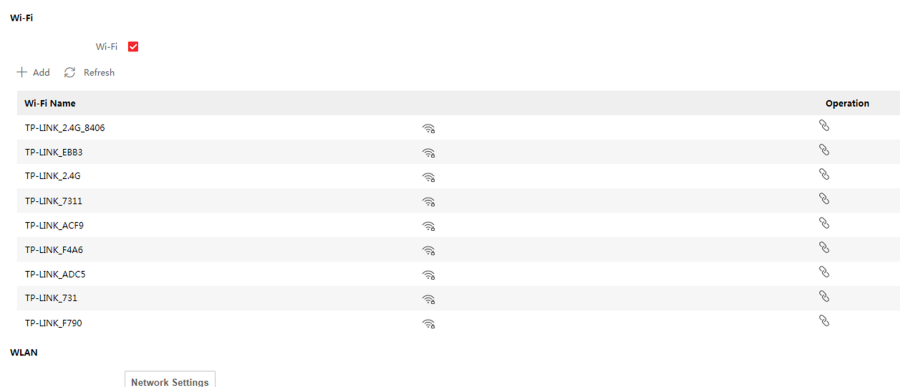 Wi-Fi
Wi-Fi
Add Refresh
Wi-Fi Name Operation
TP-LINK_2.4G_8406
TP-LINK_EBB3
TP-LINK_2.4G
TP-LINK_7311
TP-LINK_ACF9
TP-LINK_F4A6
TP-LINK_ADC5
TP-LINK_731
TP-LINK_F790
WLAN
Network Settings